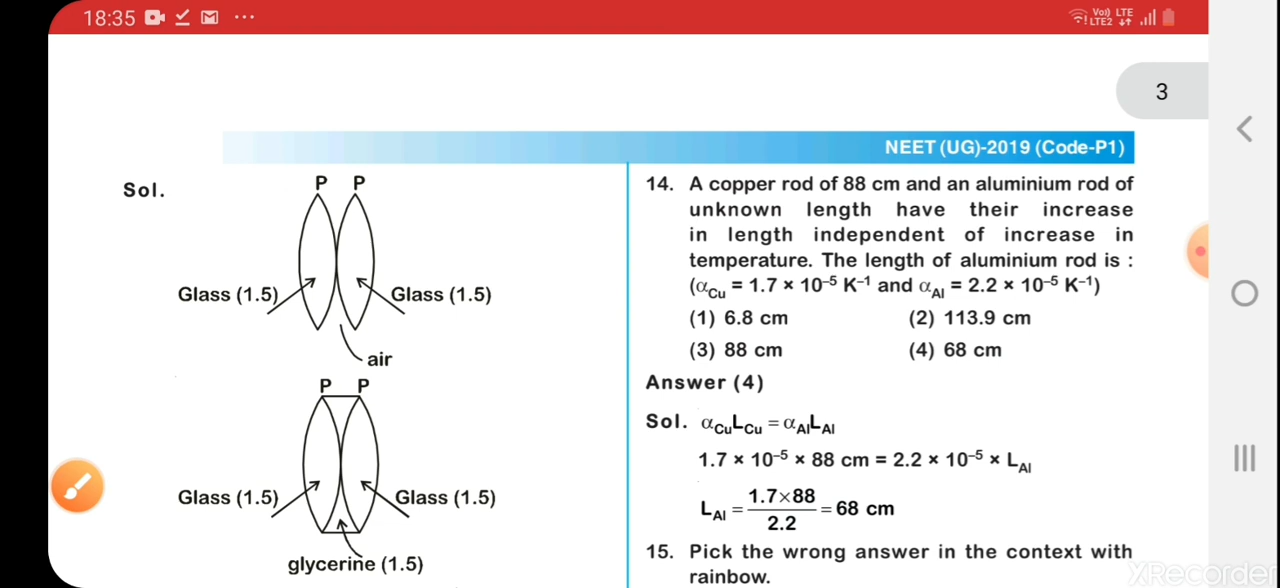 18:35
Vo) LTE
LTE2
3
NEET (UG)-2019 (Code-P1)
Sol.
P P
Glass (1.5)
Glass (1.5)
air
P P
Glass (1.5)
Glass (1.5)
glycerine (1.5)
14. A copper rod of 88 cm and an aluminium rod of
unknown length have their increase
in length independent of increase in
temperature. The length of aluminium rod is :
(αCu = 1.7 × 10⁻⁵ K⁻¹ and αAl = 2.2 × 10⁻⁵ K⁻¹)
(1) 6.8 cm (2) 113.9 cm
(3) 88 cm (4) 68 cm
Answer (4)
Sol. αCuLCu = αAlLAl
1.7 × 10⁻⁵ × 88 cm = 2.2 × 10⁻⁵ × LAl
LAl = 1.7×88 / 2.2 = 68 cm
15. Pick the wrong answer in the context with
rainbow.
XRecorder